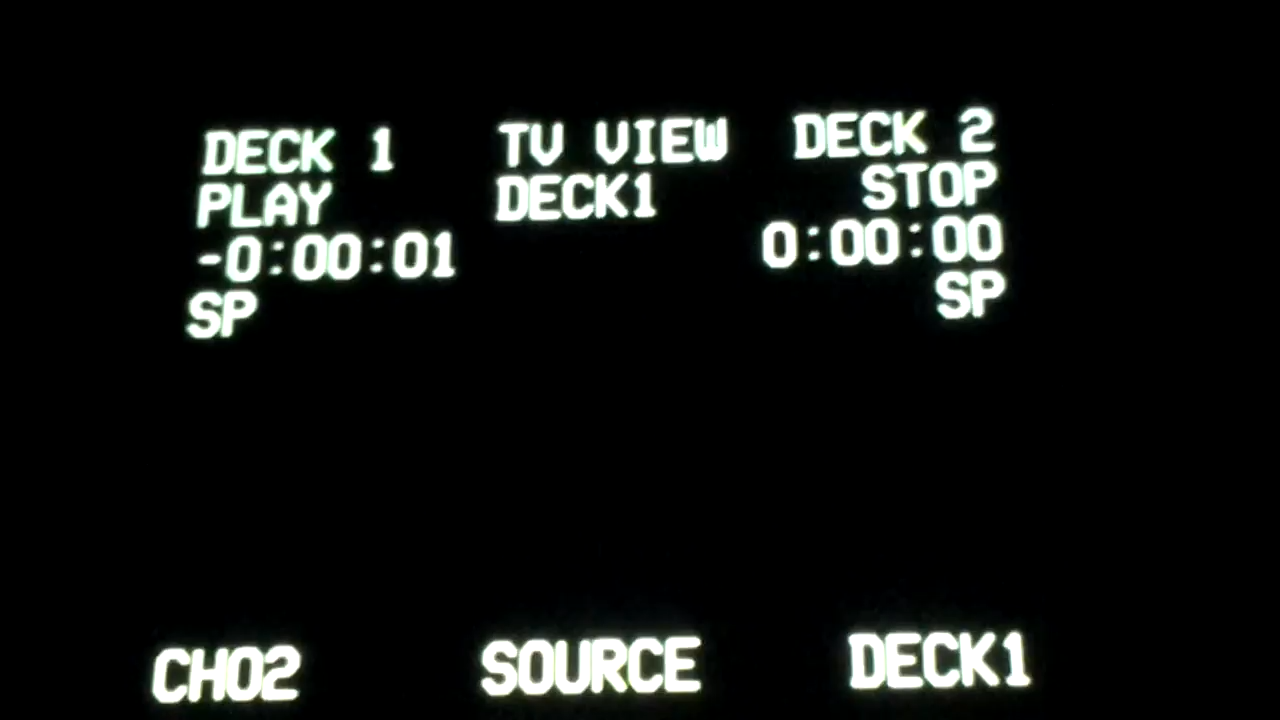 DECK 1 TV VIEW DECK 2
PLAY DECK1 STOP
-0:00:01 0:00:00
SP SP
CH02 SOURCE DECK1